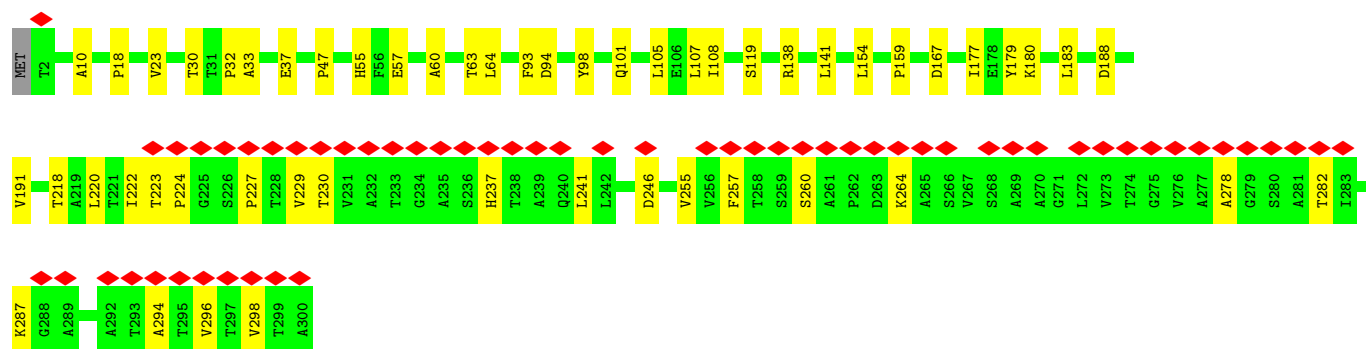 MET T2 A10 P18 V23 T30 T31 P32 A33 E37 P47 H55 F56 E57 A60 T63 L64 F93 D94 Y98 Q101 L105 E106 L107 I108 S119 R138 L141 L154 P159 D167 I177 E178 Y179 K180 L183 D188
V191 T218 A219 L220 T221 I222 T223 P224 G225 S226 P227 T228 V229 T230 V231 A232 T233 G234 A235 S236 H237 T238 A239 Q240 L241 L242 D246 V255 V256 F257 T258 S259 S260 A261 P262 D263 K264 A265 S266 V267 S268 A269 A270 G271 L272 V273 T274 G275 V276 A277 A278 G279 S280 A281 T282 I283
K287 G288 A289 A292 T293 A294 T295 V296 T297 V298 T299 A300